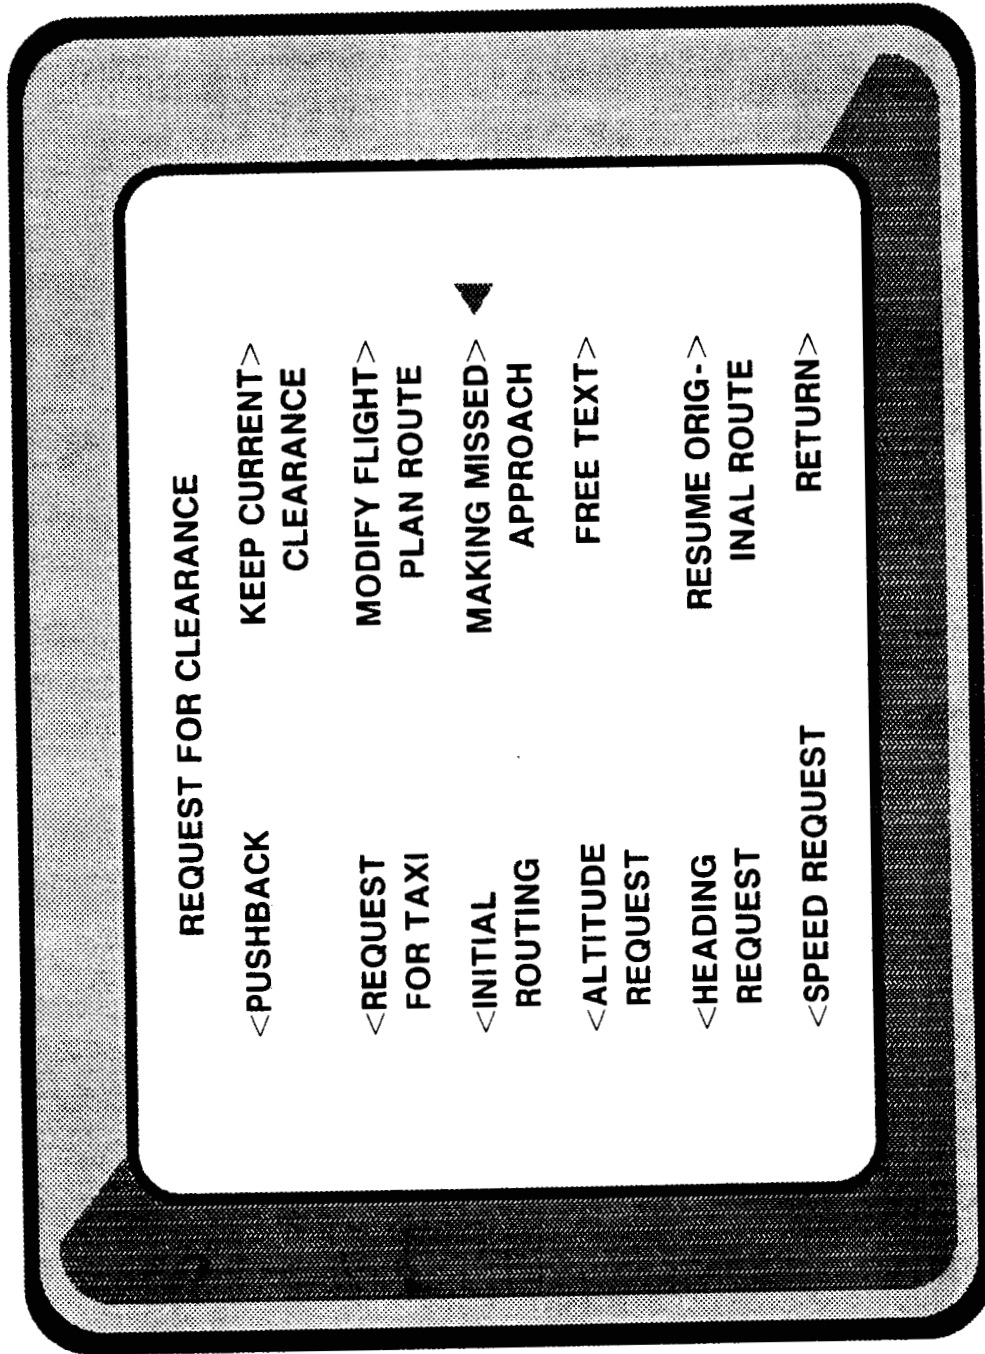 REQUEST FOR CLEARANCE
<PUSHBACK
KEEP CURRENT>
CLEARANCE
<REQUEST
FOR TAXI
MODIFY FLIGHT>
PLAN ROUTE
<INITIAL
ROUTING
MAKING MISSED>
APPROACH
<ALTITUDE
REQUEST
FREE TEXT>
<HEADING
REQUEST
RESUME ORIG->
INAL ROUTE
<SPEED REQUEST
RETURN>